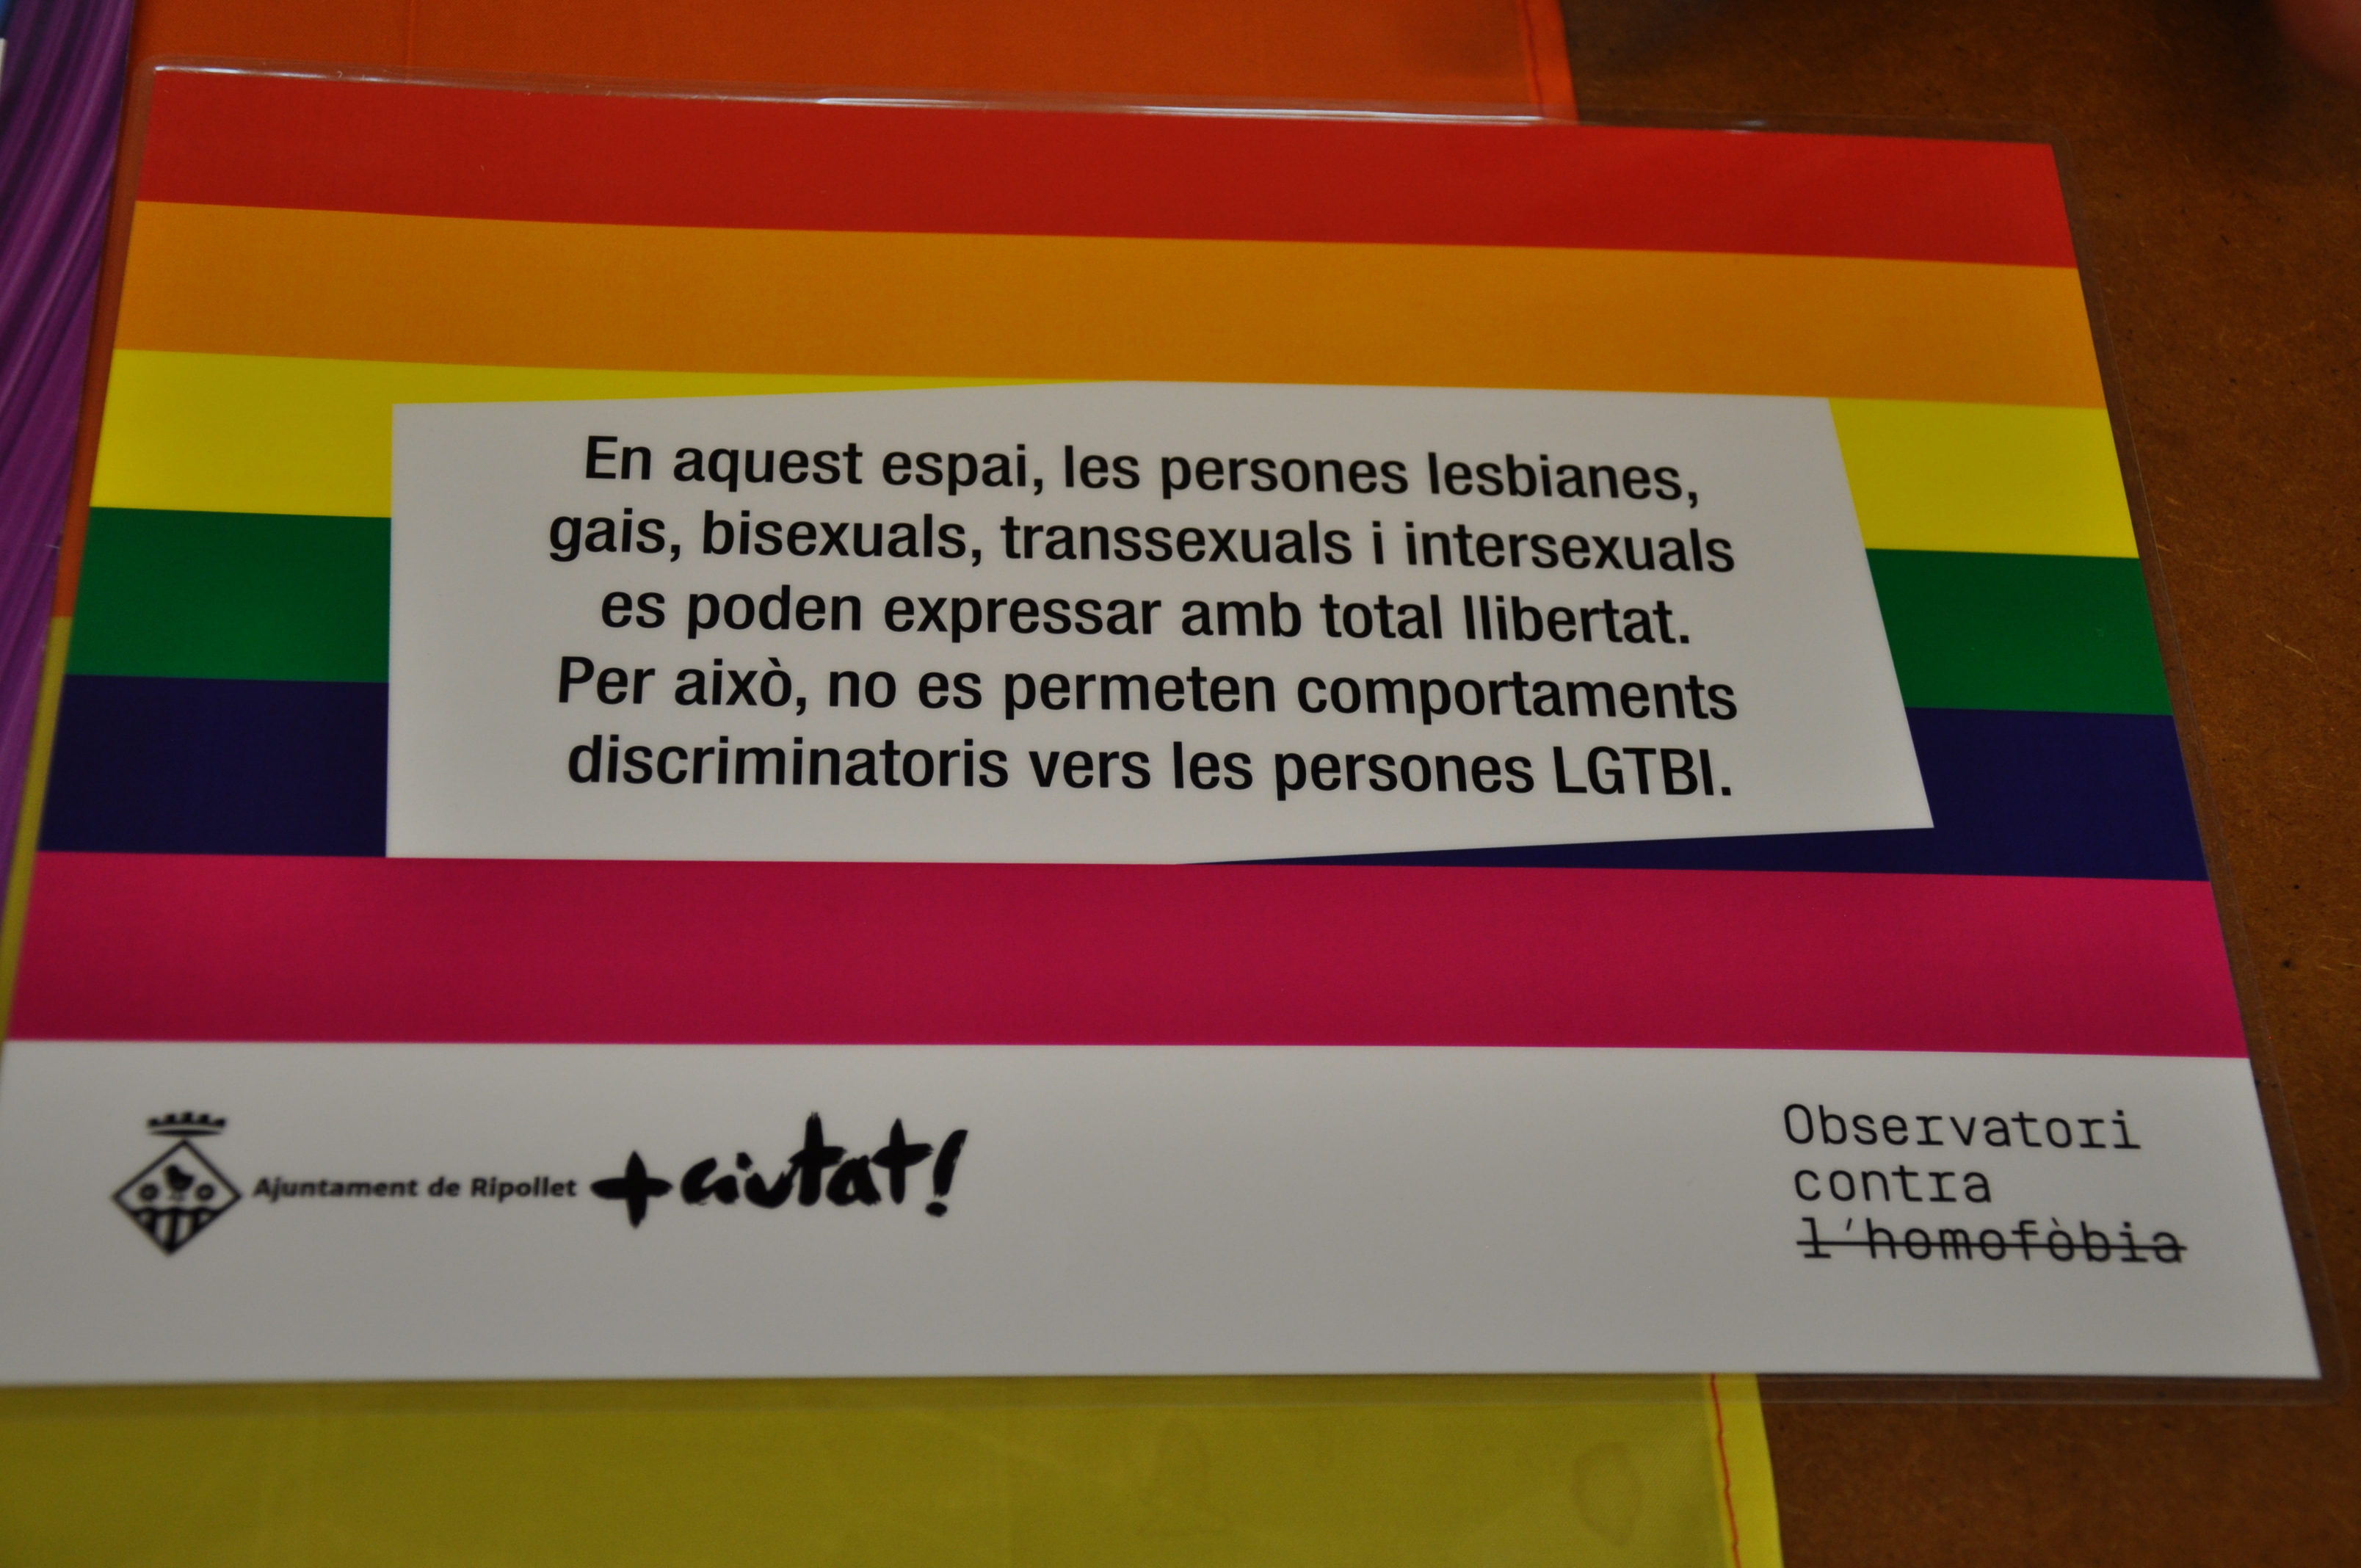 En aquest espai, les persones lesbianes,
gais, bisexuals, transsexuals i intersexuals
es poden expressar amb total llibertat.
Per això, no es permeten comportaments
discriminatoris vers les persones LGTBI.
Ajuntament de Ripollet +ciutat!
Observatori
contra
l'homofòbia